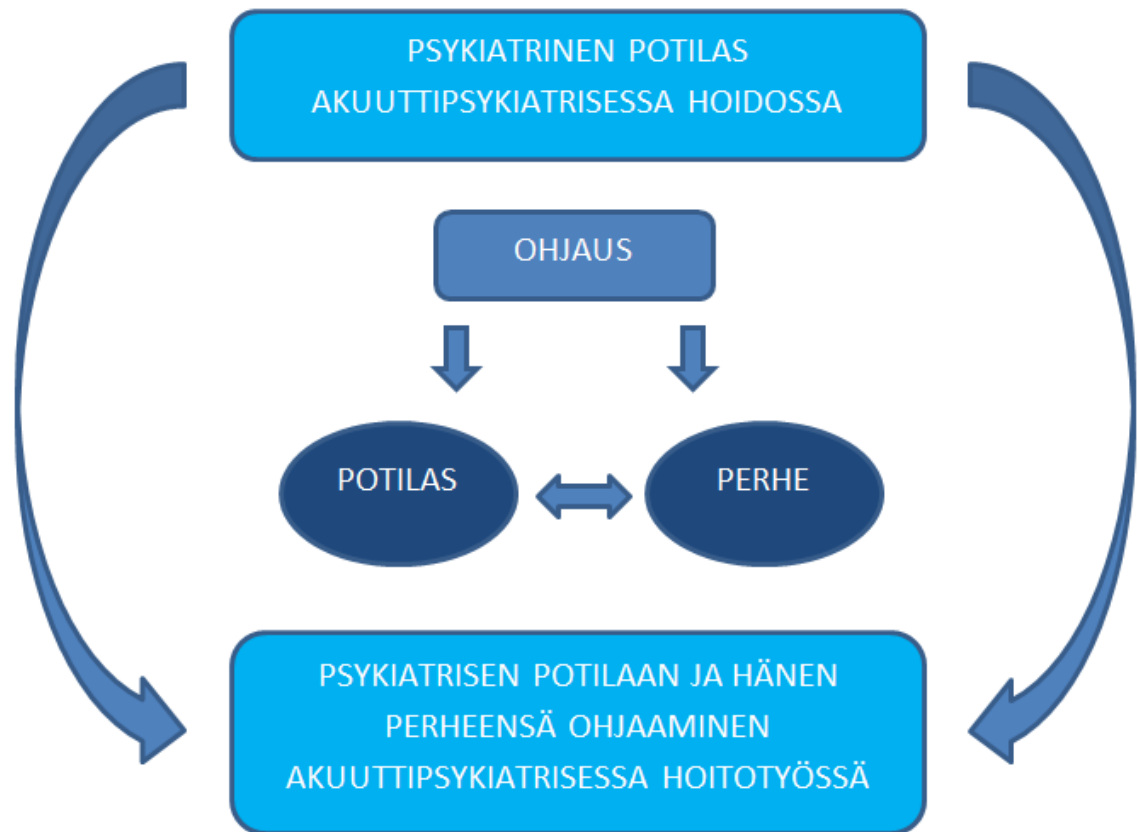 PSYKIATRINEN POTILAS
AKUUTTIPSYKIATRISESSA HOIDOSSA
OHJAUS
POTILAS
PERHE
PSYKIATRISEN POTILAAN JA HÄNEN
PERHEENSÄ OHJAAMINEN
AKUUTTIPSYKIATRISESSA HOITOTYÖSSÄ